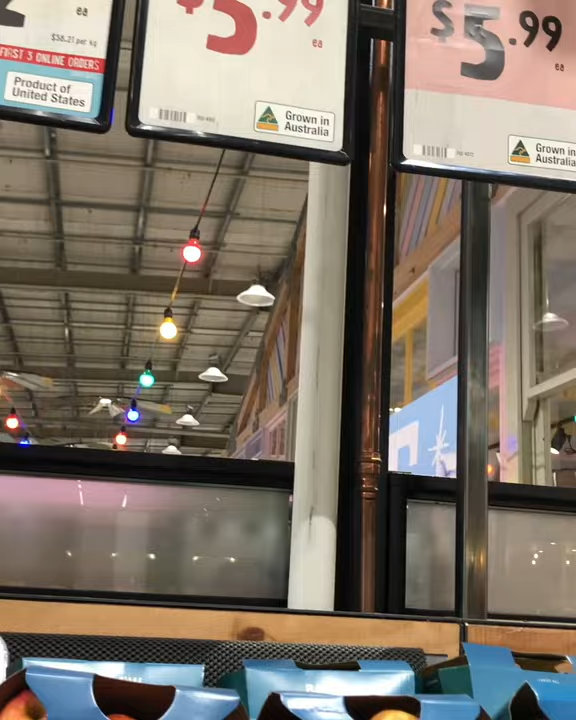 ea
$38.21 per kg
FIRST 3 ONLINE ORDERS
Product of
United States
$5.99
ea
Grown in
Australia
$5.99
ea
Grown in
Australia